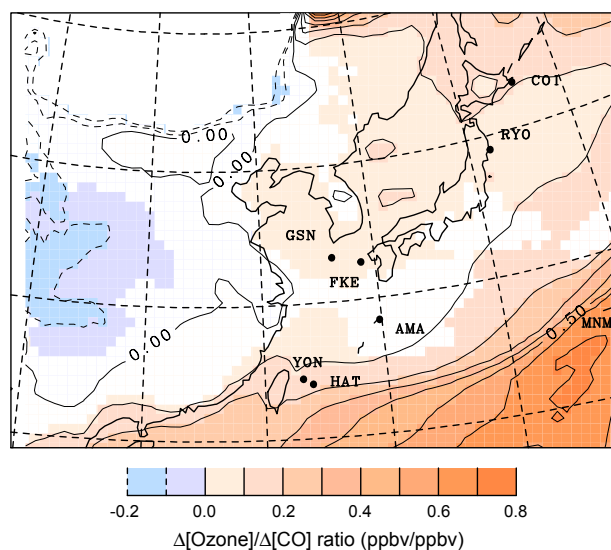 COI
0.00
RYO
0.00
GSN
FKE
0.50
MNM
AMA
0.00
YON
HAT
-0.2 0.0 0.2 0.4 0.6 0.8
Δ[Ozone]/Δ[CO] ratio (ppbv/ppbv)